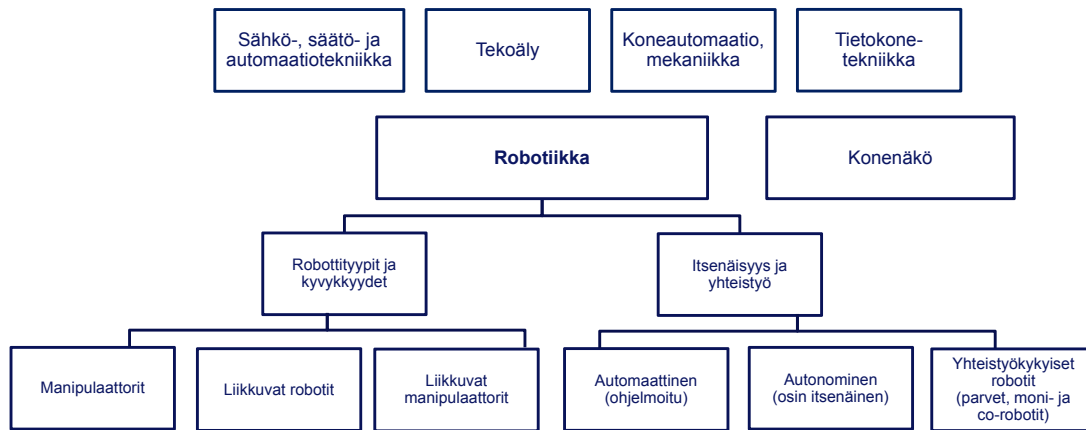 Sähkö-, säätö- ja
automaatiotekniikka
Tekoäly
Koneautomaatio,
mekaniikka
Tietokone-
tekniikka
Robotiikka
Konenäkö
Robottityypit ja
kyvykkyydet
Itsenäisyys ja
yhteistyö
Manipulaattorit
Liikkuvat robotit
Liikkuvat
manipulaattorit
Automaattinen
(ohjelmoitu)
Autonominen
(osin itsenäinen)
Yhteistyökykyiset
robotit
(parvet, moni- ja
co-robotit)